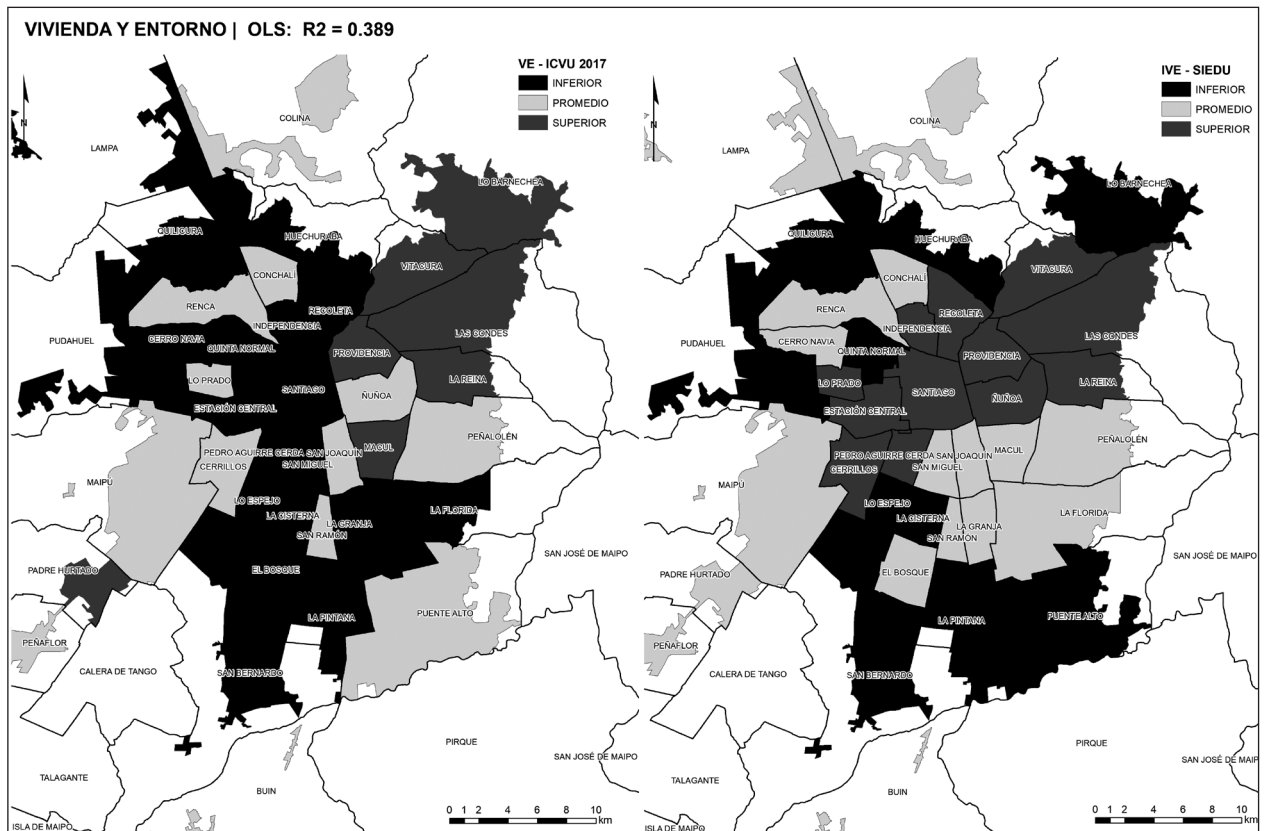 VIVIENDA Y ENTORNO | OLS: R2 = 0.389
VE - ICVU 2017
INFERIOR
PROMEDIO
SUPERIOR
N
COLINA
LAMPA
LO BARNECHEA
QUILICURA
HUECHURABA
VITACURA
CONCHALÍ
RENCA
RECOLETA
INDEPENDENCIA
LAS CONDES
CERRO NAVIA
PUDAHUEL
QUINTA NORMAL
PROVIDENCIA
LO PRADO
LA REINA
SANTIAGO
ÑUÑOA
ESTACIÓN CENTRAL
PEÑALOLÉN
MACUL
PEDRO AGUIRRE CERDA
SAN JOAQUÍN
CERRILLOS
SAN MIGUEL
MAIPÚ
LO ESPEJO
LA FLORIDA
LA CISTERNA
LA GRANJA
SAN RAMÓN
SAN JOSÉ DE MAIPO
PADRE HURTADO
EL BOSQUE
PUENTE ALTO
LA PINTANA
PEÑAFLOR
CALERA DE TANGO
SAN BERNARDO
PIRQUE
SAN JOSÉ DE MAIPO
TALAGANTE
BUIN
ISLA DE MAIPO
0 1 2 4 6 8 10
km
IVE - SIEDU
INFERIOR
PROMEDIO
SUPERIOR
N
COLINA
LAMPA
LO BARNECHEA
QUILICURA
HUECHURABA
VITACURA
CONCHALÍ
RENCA
RECOLETA
INDEPENDENCIA
LAS CONDES
CERRO NAVIA
PUDAHUEL
QUINTA NORMAL
PROVIDENCIA
LO PRADO
LA REINA
SANTIAGO
ÑUÑOA
ESTACIÓN CENTRAL
PEÑALOLÉN
MACUL
PEDRO AGUIRRE CERDA
SAN JOAQUÍN
CERRILLOS
SAN MIGUEL
MAIPÚ
LO ESPEJO
LA FLORIDA
LA CISTERNA
LA GRANJA
SAN RAMÓN
SAN JOSÉ DE MAIPO
PADRE HURTADO
EL BOSQUE
PUENTE ALTO
LA PINTANA
PEÑAFLOR
CALERA DE TANGO
SAN BERNARDO
PIRQUE
SAN JOSÉ DE MAIP
TALAGANTE
BUIN
ISLA DE MAIPO
0 1 2 4 6 8 10
km